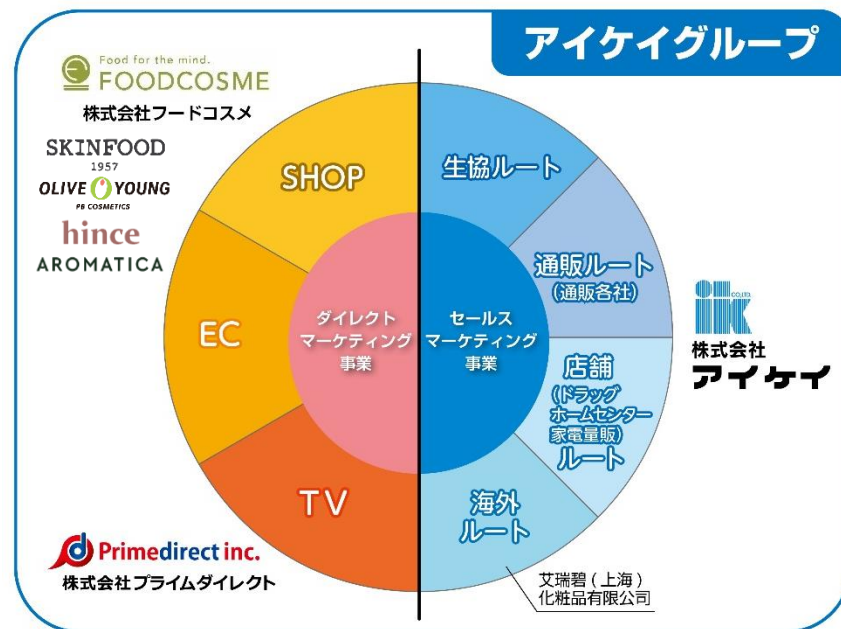 アイケイグループ
Food for the mind.
FOODCOSME
株式会社フードコスメ
SKINFOOD
1957
OLIVE YOUNG
PB COSMETICS
hince
AROMATICA
SHOP
EC
TV
ダイレクト
マーケティング
事業
セールス
マーケティング
事業
生協ルート
通販ルート
(通販各社)
店舗
(ドラッグ
ホームセンター
家電量販)
ルート
海外
ルート
CO.,LTD.
ik
株式会社
アイケイ
Primedirect inc.
株式会社プライムダイレクト
艾瑞碧(上海)
化粧品有限公司